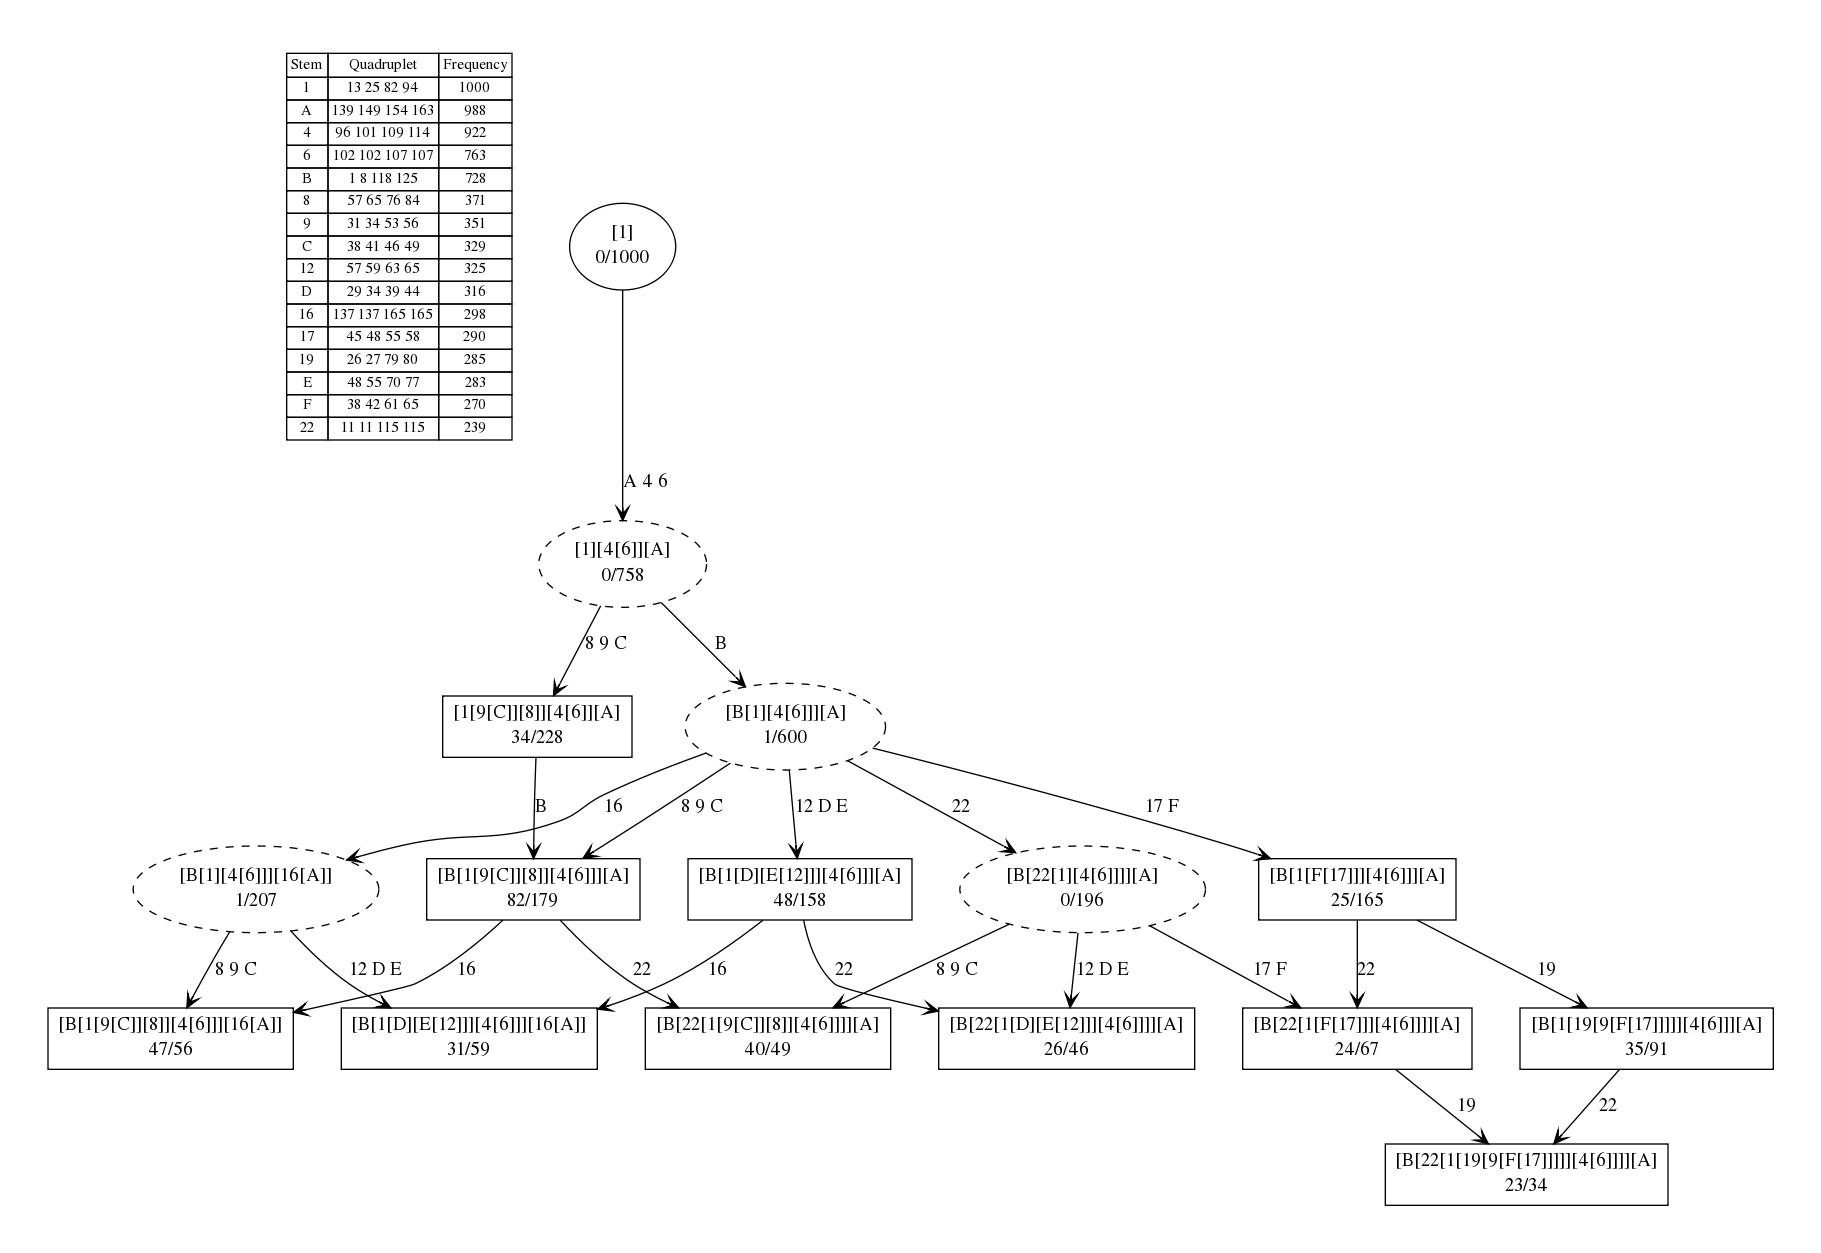 Stem Quadruplet Frequency
1 13 25 82 94 1000
A 139 149 154 163 988
4 96 101 109 114 922
6 102 102 107 107 763
B 1 8 118 125 728
8 57 65 76 84 371
9 31 34 53 56 351
C 38 41 46 49 329
12 57 59 63 65 325
D 29 34 39 44 316
16 137 137 165 165 298
17 45 48 55 58 290
19 26 27 79 80 285
E 48 55 70 77 283
F 38 42 61 65 270
22 11 11 115 115 239
[1]
0/1000
A 4 6
[1][4[6]][A]
0/758
8 9 C
B
[1[9[C]][8]][4[6]][A]
34/228
[B[1][4[6]]][A]
1/600
B
16
8 9 C
12 D E
22
17 F
[B[1][4[6]]][16[A]]
1/207
[B[1[9[C]][8]][4[6]]][A]
82/179
[B[1[D][E[12]]][4[6]]][A]
48/158
[B[22[1][4[6]]]][A]
0/196
[B[1[F[17]]][4[6]]][A]
25/165
8 9 C
12 D E
16
22
16
22
8 9 C
12 D E
17 F
22
19
[B[1[9[C]][8]][4[6]]][16[A]]
47/56
[B[1[D][E[12]]][4[6]]][16[A]]
31/59
[B[22[1[9[C]][8]][4[6]]]][A]
40/49
[B[22[1[D][E[12]]][4[6]]]][A]
26/46
[B[22[1[F[17]]][4[6]]]][A]
24/67
[B[1[19[9[F[17]]]]][4[6]]][A]
35/91
19
22
[B[22[1[19[9[F[17]]]]][4[6]]]][A]
23/34